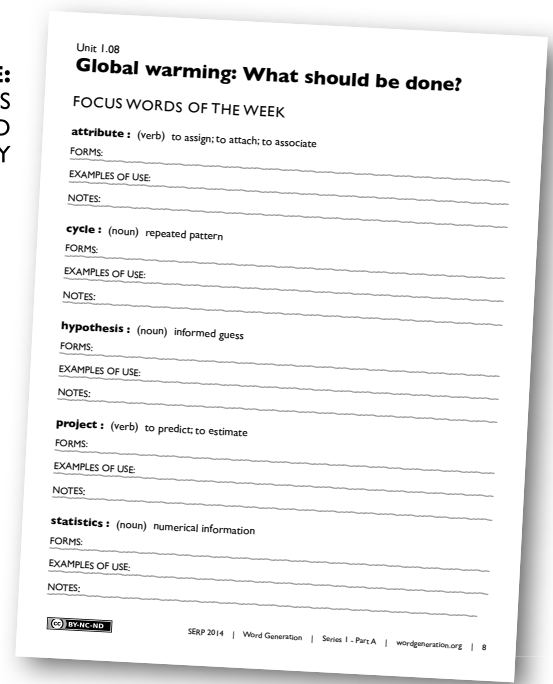 E:
S
D
Y
Unit 1.08
Global warming: What should be done?
FOCUS WORDS OF THE WEEK
attribute : (verb) to assign; to attach; to associate
FORMS:
EXAMPLES OF USE:
NOTES:
cycle : (noun) repeated pattern
FORMS:
EXAMPLES OF USE:
NOTES:
hypothesis : (noun) informed guess
FORMS:
EXAMPLES OF USE:
NOTES:
project : (verb) to predict; to estimate
FORMS:
EXAMPLES OF USE:
NOTES:
statistics : (noun) numerical information
FORMS:
EXAMPLES OF USE:
NOTES:
cc BY-NC-ND
SERP 2014 | Word Generation | Series 1 - Part A | wordgeneration.org | 8